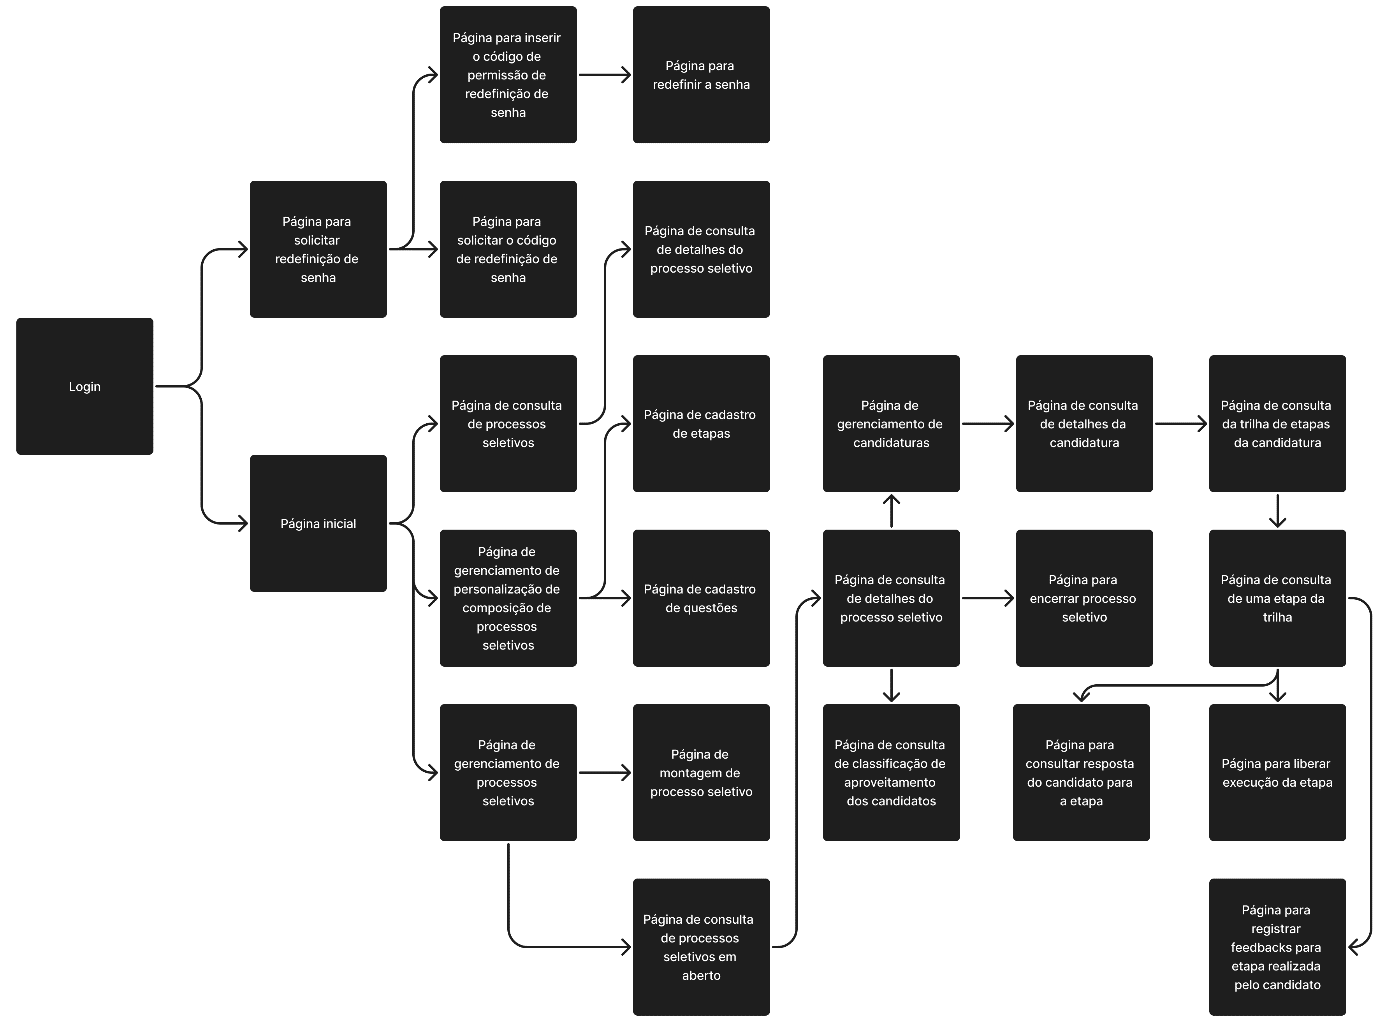 Página para inserir
o código de
permissão de
redefinição de
senha
Página para
redefinir a senha
Página para
solicitar
redefinição de
senha
Página para
solicitar o código
de redefinição de
senha
Página de consulta
de detalhes do
processo seletivo
Login
Página de consulta
de processos
seletivos
Página de cadastro
de etapas
Página de
gerenciamento de
candidaturas
Página de consulta
de detalhes da
candidatura
Página de consulta
da trilha de etapas
da candidatura
Página inicial
Página de
gerenciamento de
personalização de
composição de
processos
seletivos
Página de cadastro
de questões
Página de consulta
de detalhes do
processo seletivo
Página para
encerrar processo
seletivo
Página de consulta
de uma etapa da
trilha
Página de
gerenciamento de
processos
seletivos
Página de
montagem de
processo seletivo
Página de consulta
de classificação de
aproveitamento
dos candidatos
Página para
consultar resposta
do candidato para
a etapa
Página para liberar
execução da etapa
Página de consulta
de processos
seletivos em
aberto
Página para
registrar
feedbacks para
etapa realizada
pelo candidato